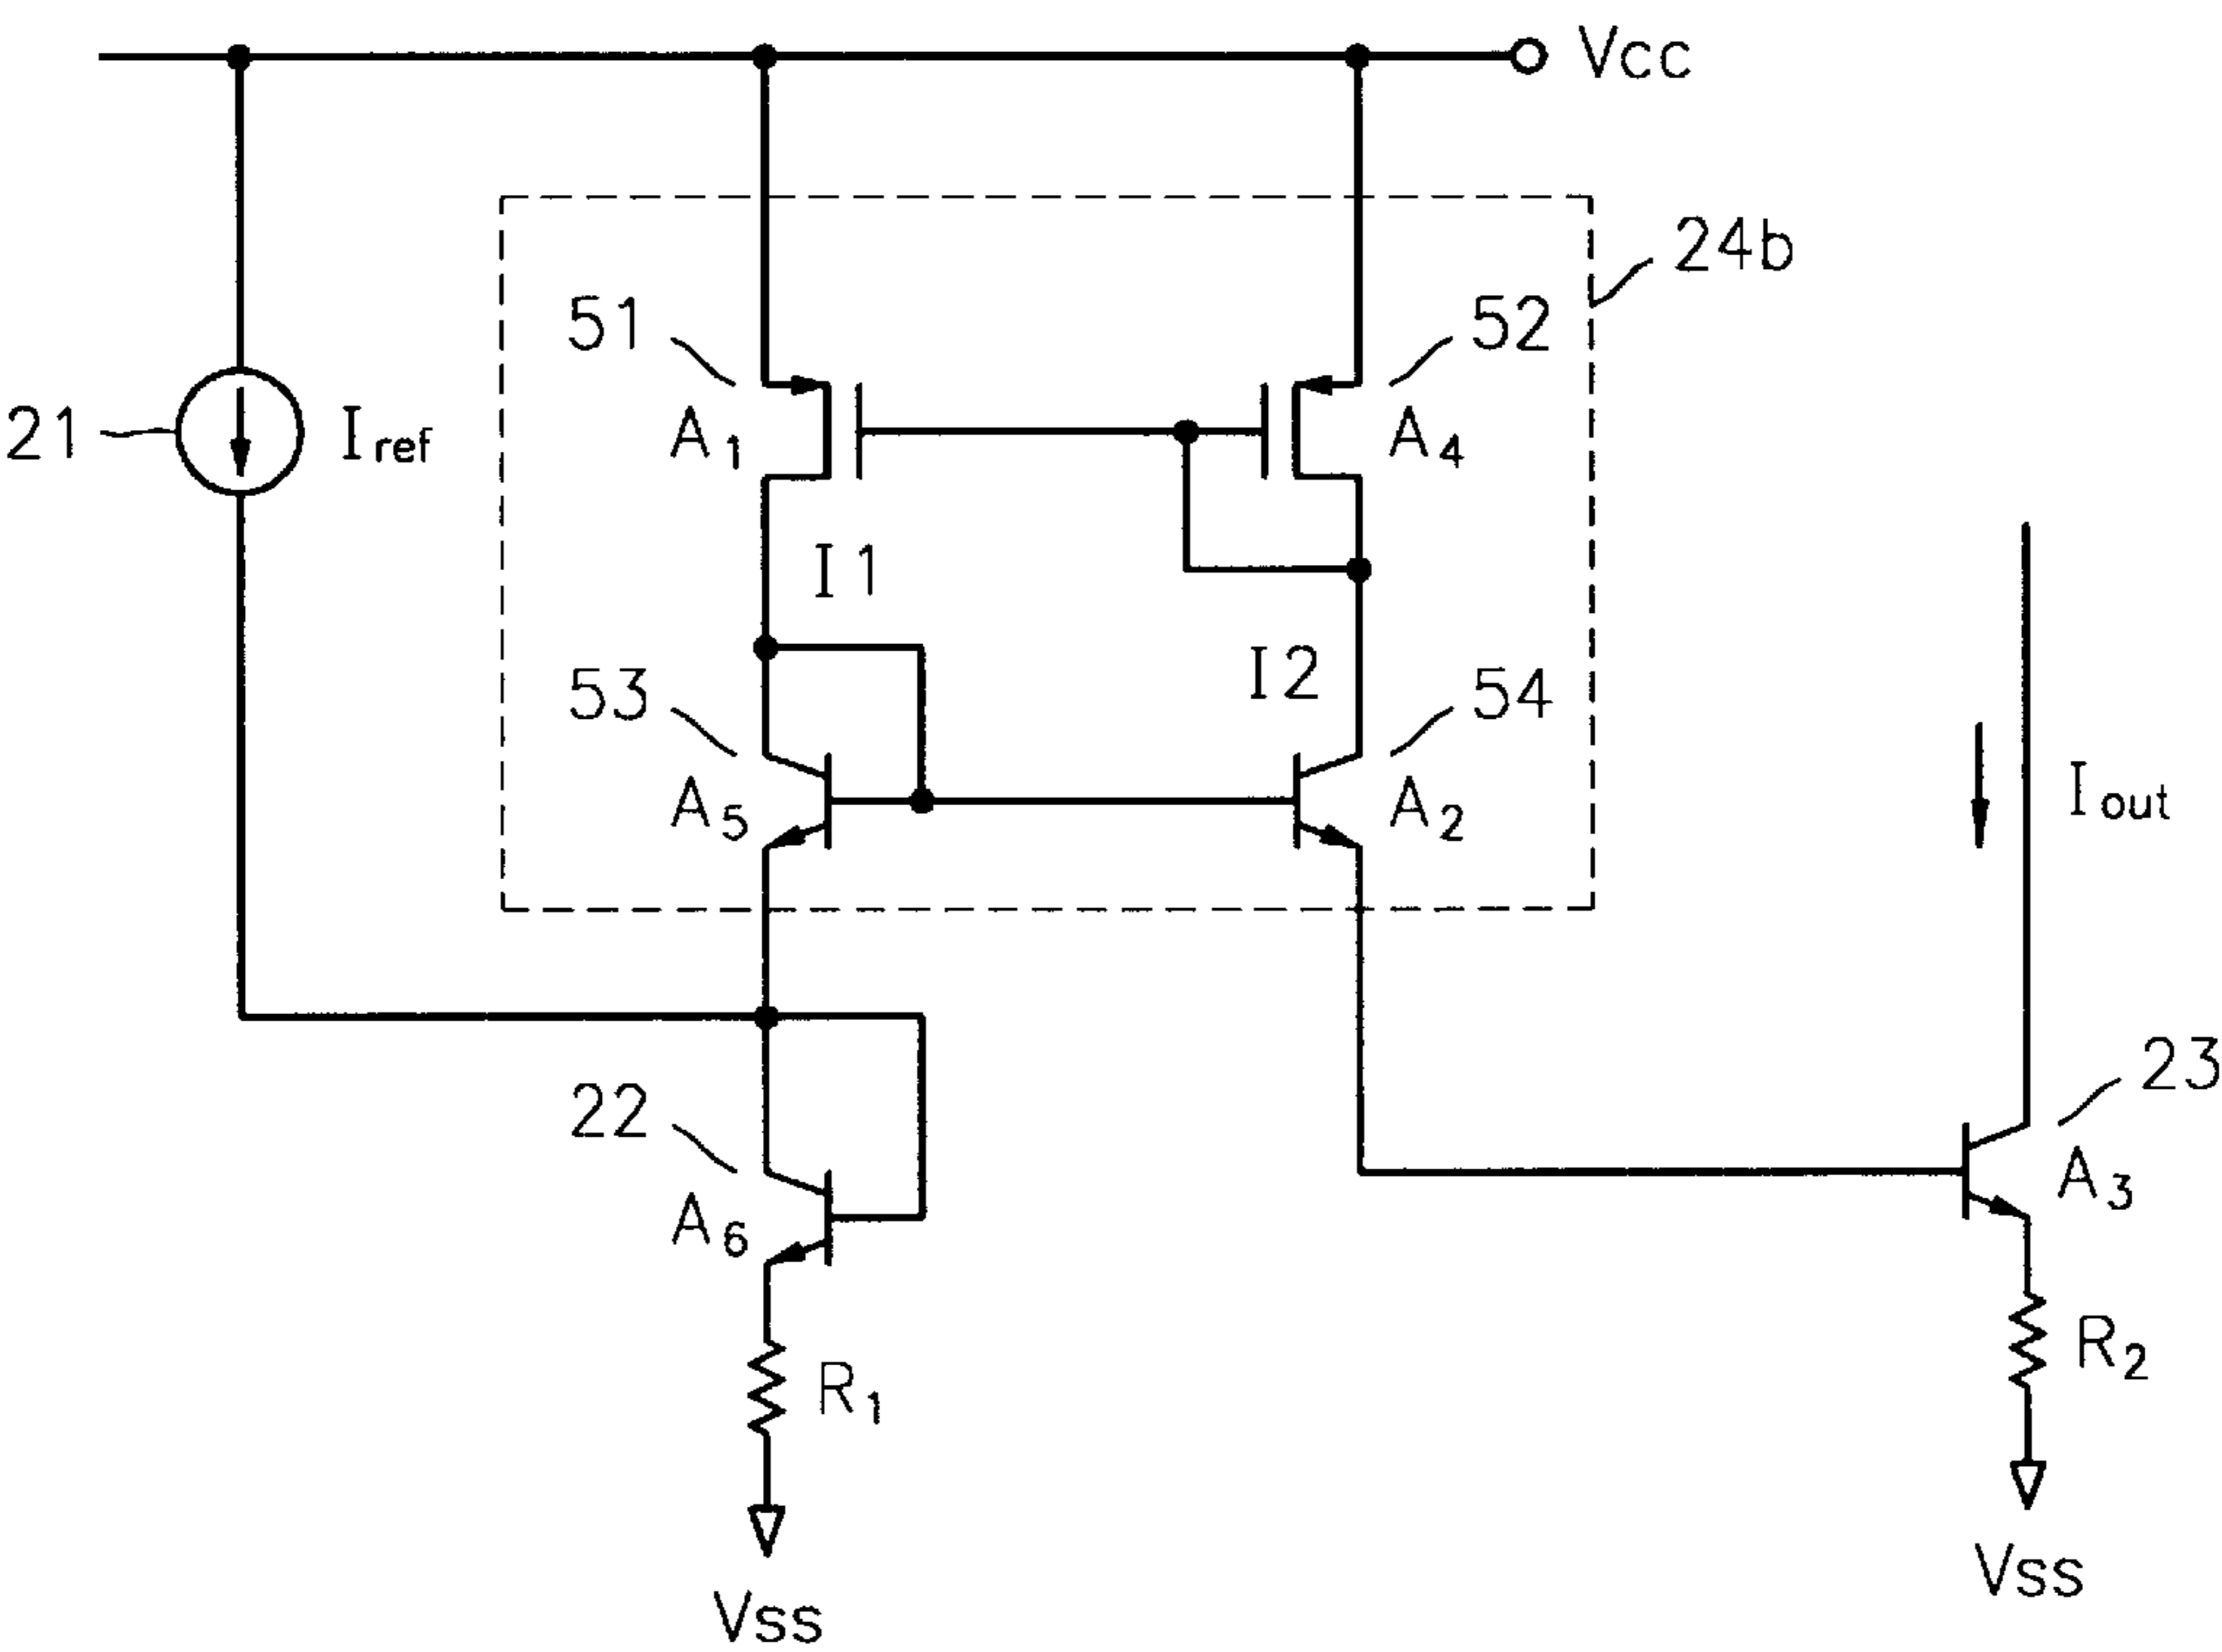 Vcc
24b
51
52
21
Iref
A1
A4
I1
I2
53
54
A5
A2
Iout
23
22
A3
A6
R2
R1
Vss
Vss